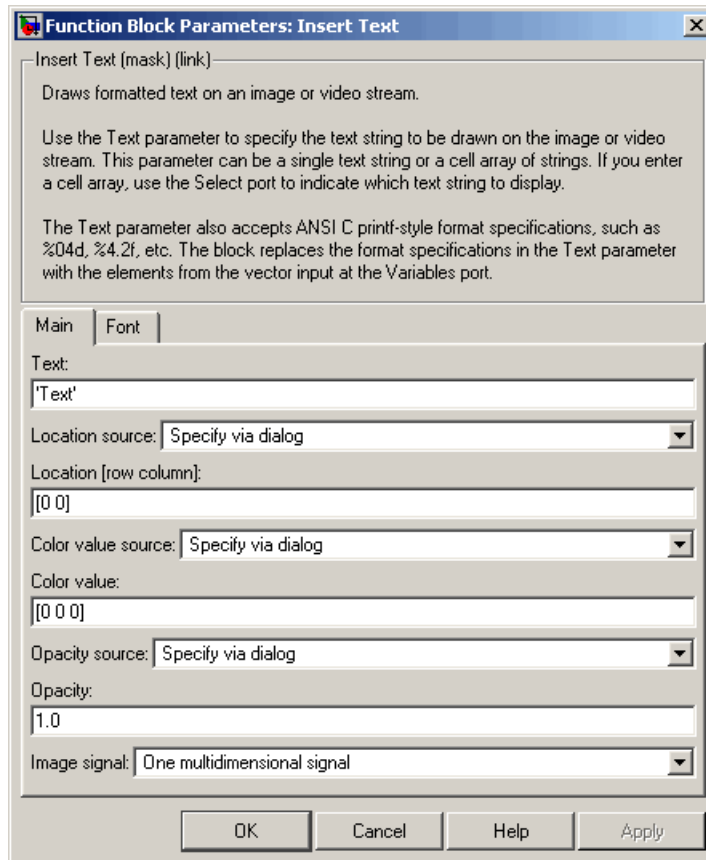 Function Block Parameters: Insert Text
Insert Text (mask) (link)
Draws formatted text on an image or video stream.
Use the Text parameter to specify the text string to be drawn on the image or video
stream. This parameter can be a single text string or a cell array of strings. If you enter
a cell array, use the Select port to indicate which text string to display.
The Text parameter also accepts ANSI C printf-style format specifications, such as
%04d, %4.2f, etc. The block replaces the format specifications in the Text parameter
with the elements from the vector input at the Variables port.
Main Font
Text:
'Text'
Location source: Specify via dialog
Location [row column]:
[0 0]
Color value source: Specify via dialog
Color value:
[0 0 0]
Opacity source: Specify via dialog
Opacity:
1.0
Image signal: One multidimensional signal
OK Cancel Help Apply